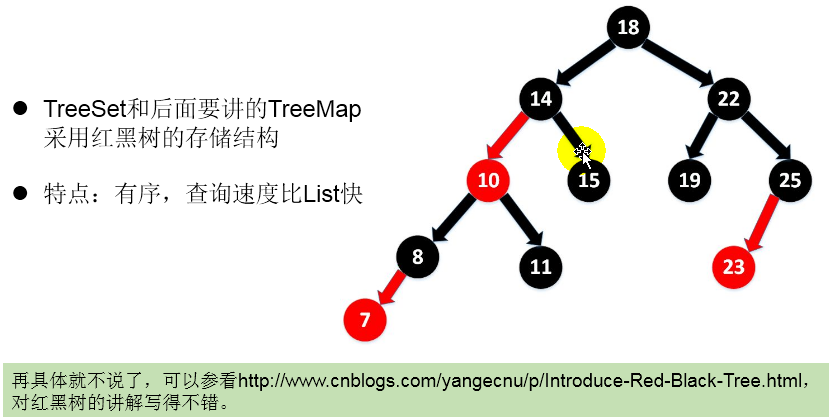 TreeSet和后面要讲的TreeMap
采用红黑树的存储结构
特点：有序，查询速度比List快
18
14
22
10
15
19
25
8
11
23
7
再具体就不说了，可以参看http://www.cnblogs.com/yangecnu/p/Introduce-Red-Black-Tree.html，
对红黑树的讲解写得不错。